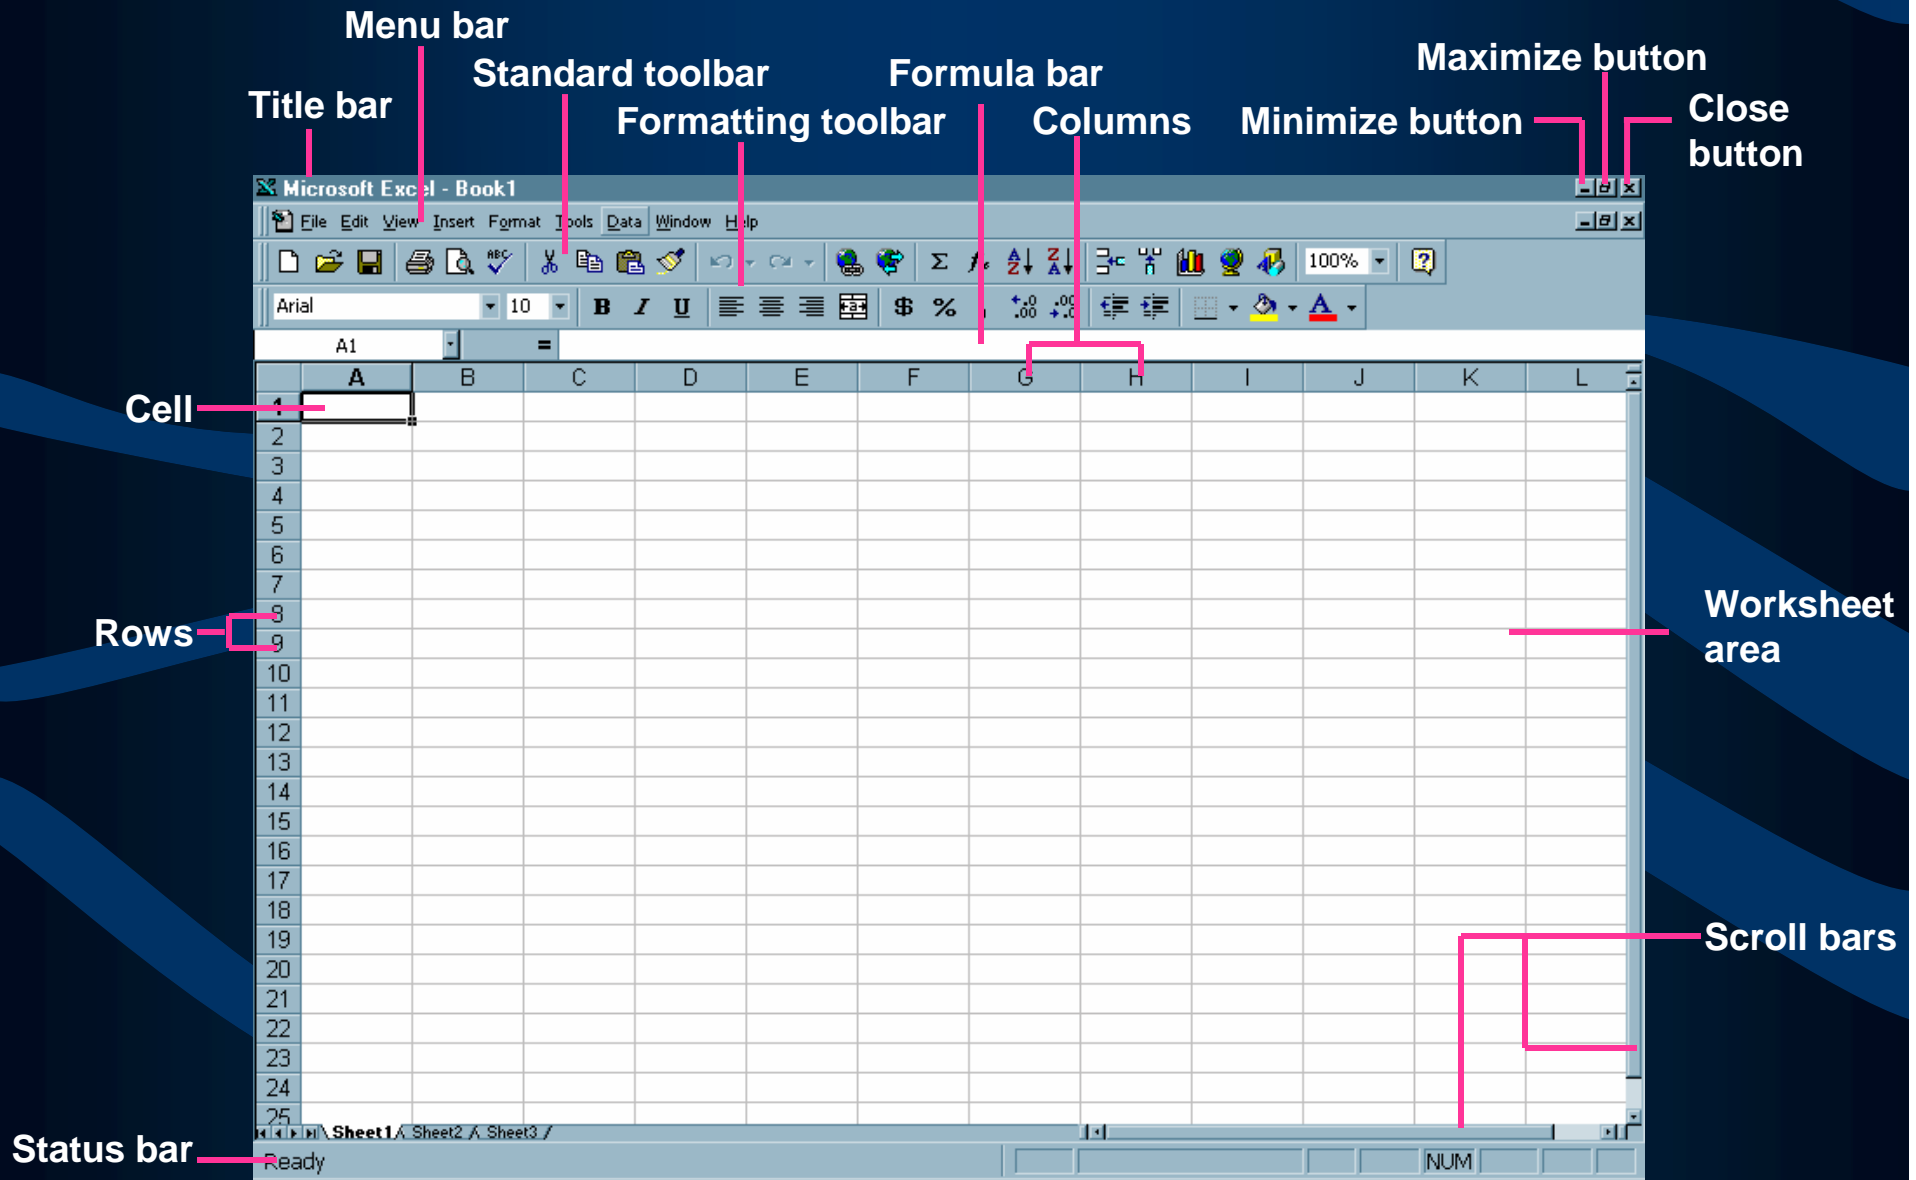 Menu bar
Standard toolbar
Formula bar
Maximize button
Title bar
Formatting toolbar
Columns
Minimize button
Close
button
Microsoft Excel - Book1
File Edit View Insert Format Tools Data Window Help
ABC
Σ
100%
Arial
10
B I U
$ %
A1
=
A B C D E F G H I J K L
Cell
1
2
3
4
5
6
7
8
Rows
9
10
11
12
13
14
15
16
17
18
19
20
21
22
23
24
25
Worksheet
area
Scroll bars
Sheet1 Sheet2 Sheet3
Status bar
Ready
NUM